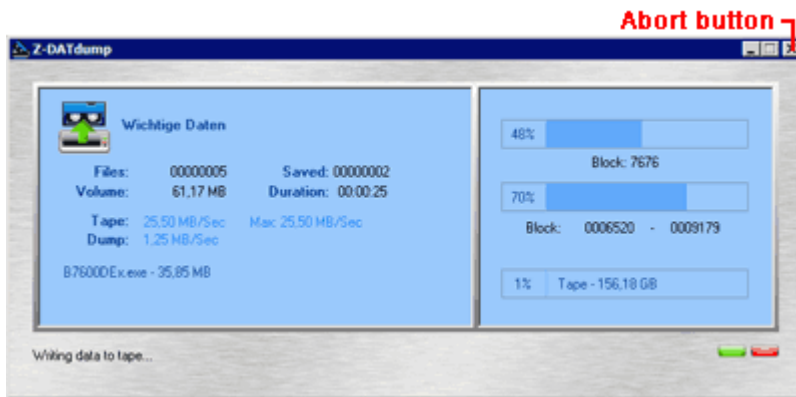 Abort button
Z-DATdump
Wichtige Daten
Files: 00000005 Saved: 00000002
Volume: 61,17 MB Duration: 00:00:25
Tape: 25,50 MB/Sec Max: 25,50 MB/Sec
Dump: 1,25 MB/Sec
B7600DEx.exe - 35,85 MB
48%
Block: 7676
70%
Block: 0006520 - 0009179
1% Tape - 156,18 GB
Writing data to tape...